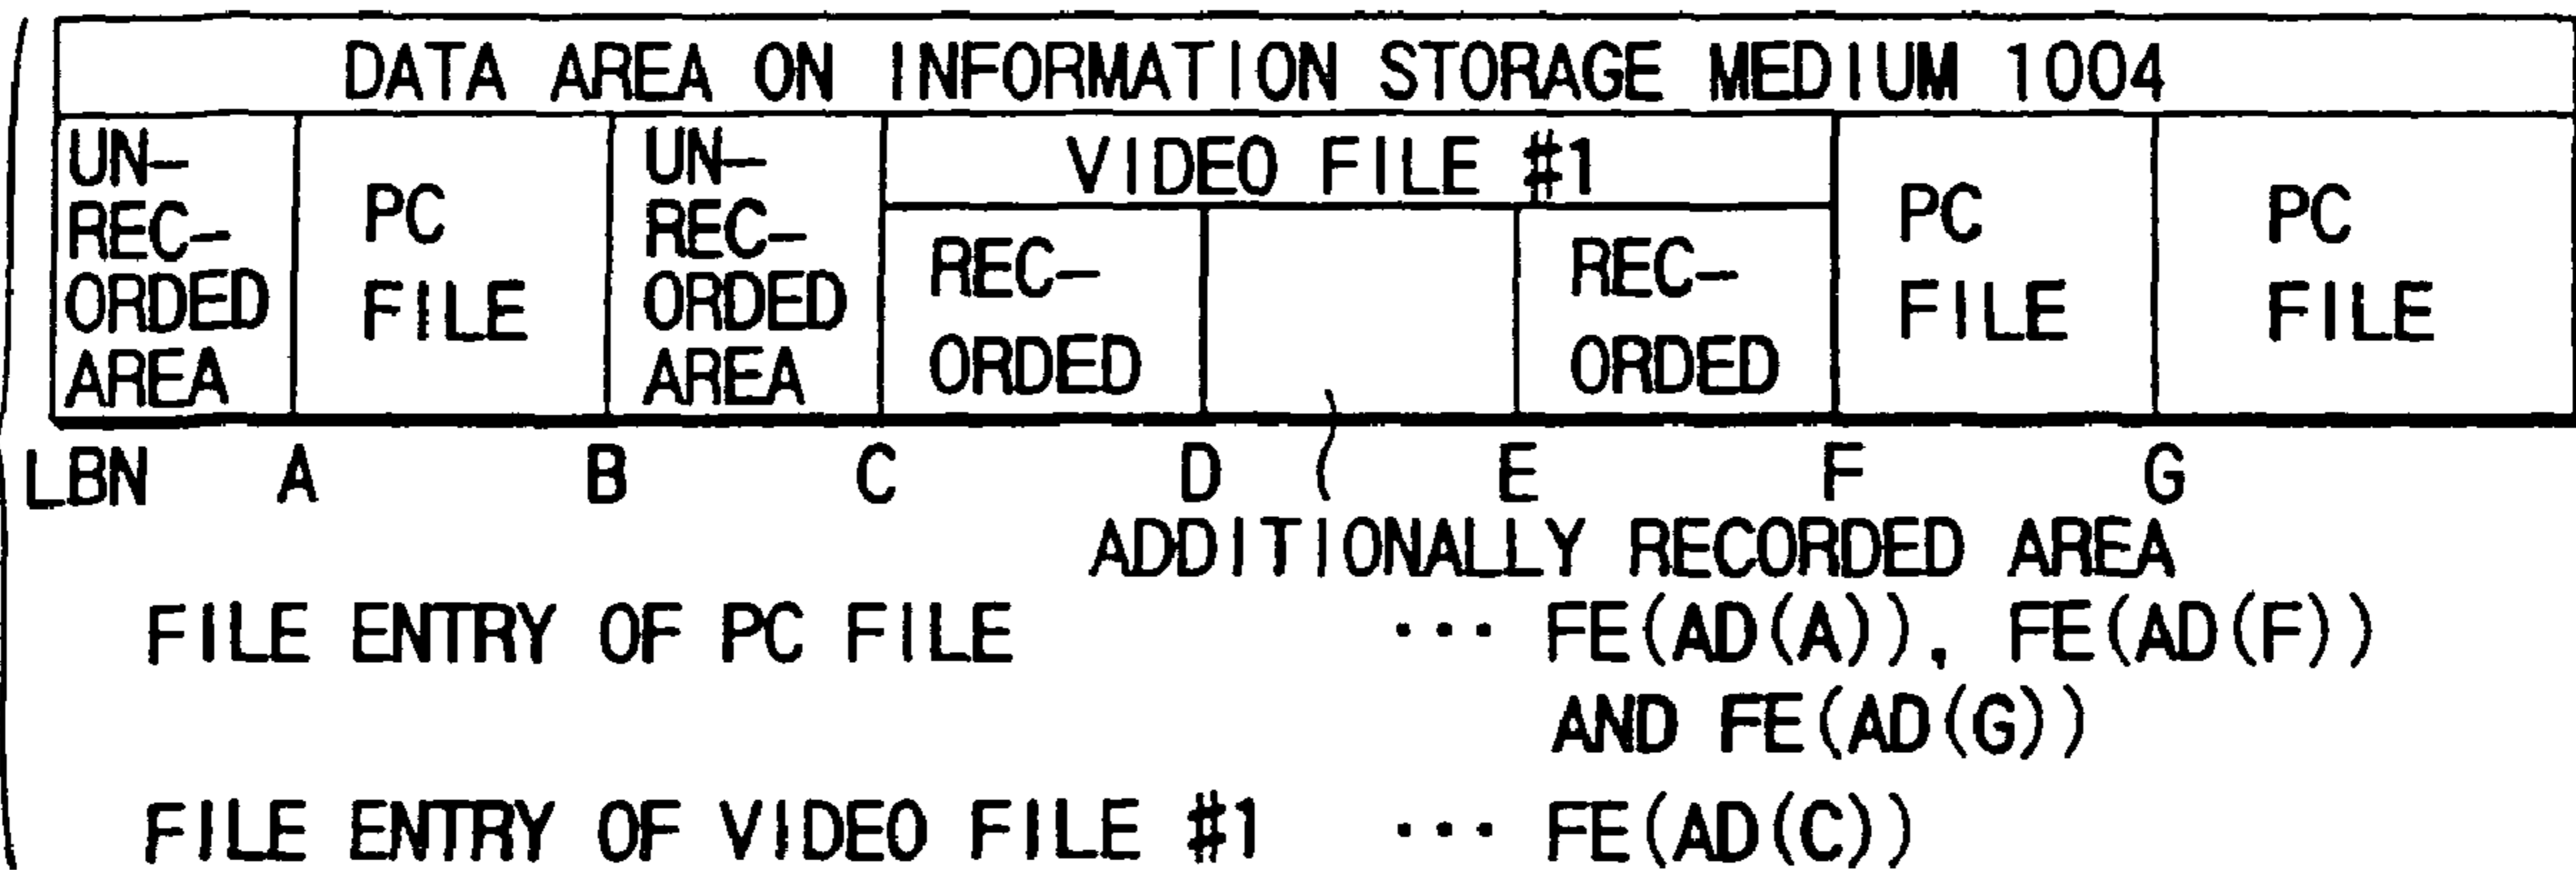 DATA AREA ON INFORMATION STORAGE MEDIUM 1004
UN-
REC-
ORDED
AREA
PC
FILE
UN-
REC-
ORDED
AREA
VIDEO FILE #1
REC-
ORDED
REC-
ORDED
PC
FILE
PC
FILE
LBN A B C D E F G
ADDITIONALLY RECORDED AREA
FILE ENTRY OF PC FILE ··· FE(AD(A)), FE(AD(F))
AND FE(AD(G))
FILE ENTRY OF VIDEO FILE #1 ··· FE(AD(C))